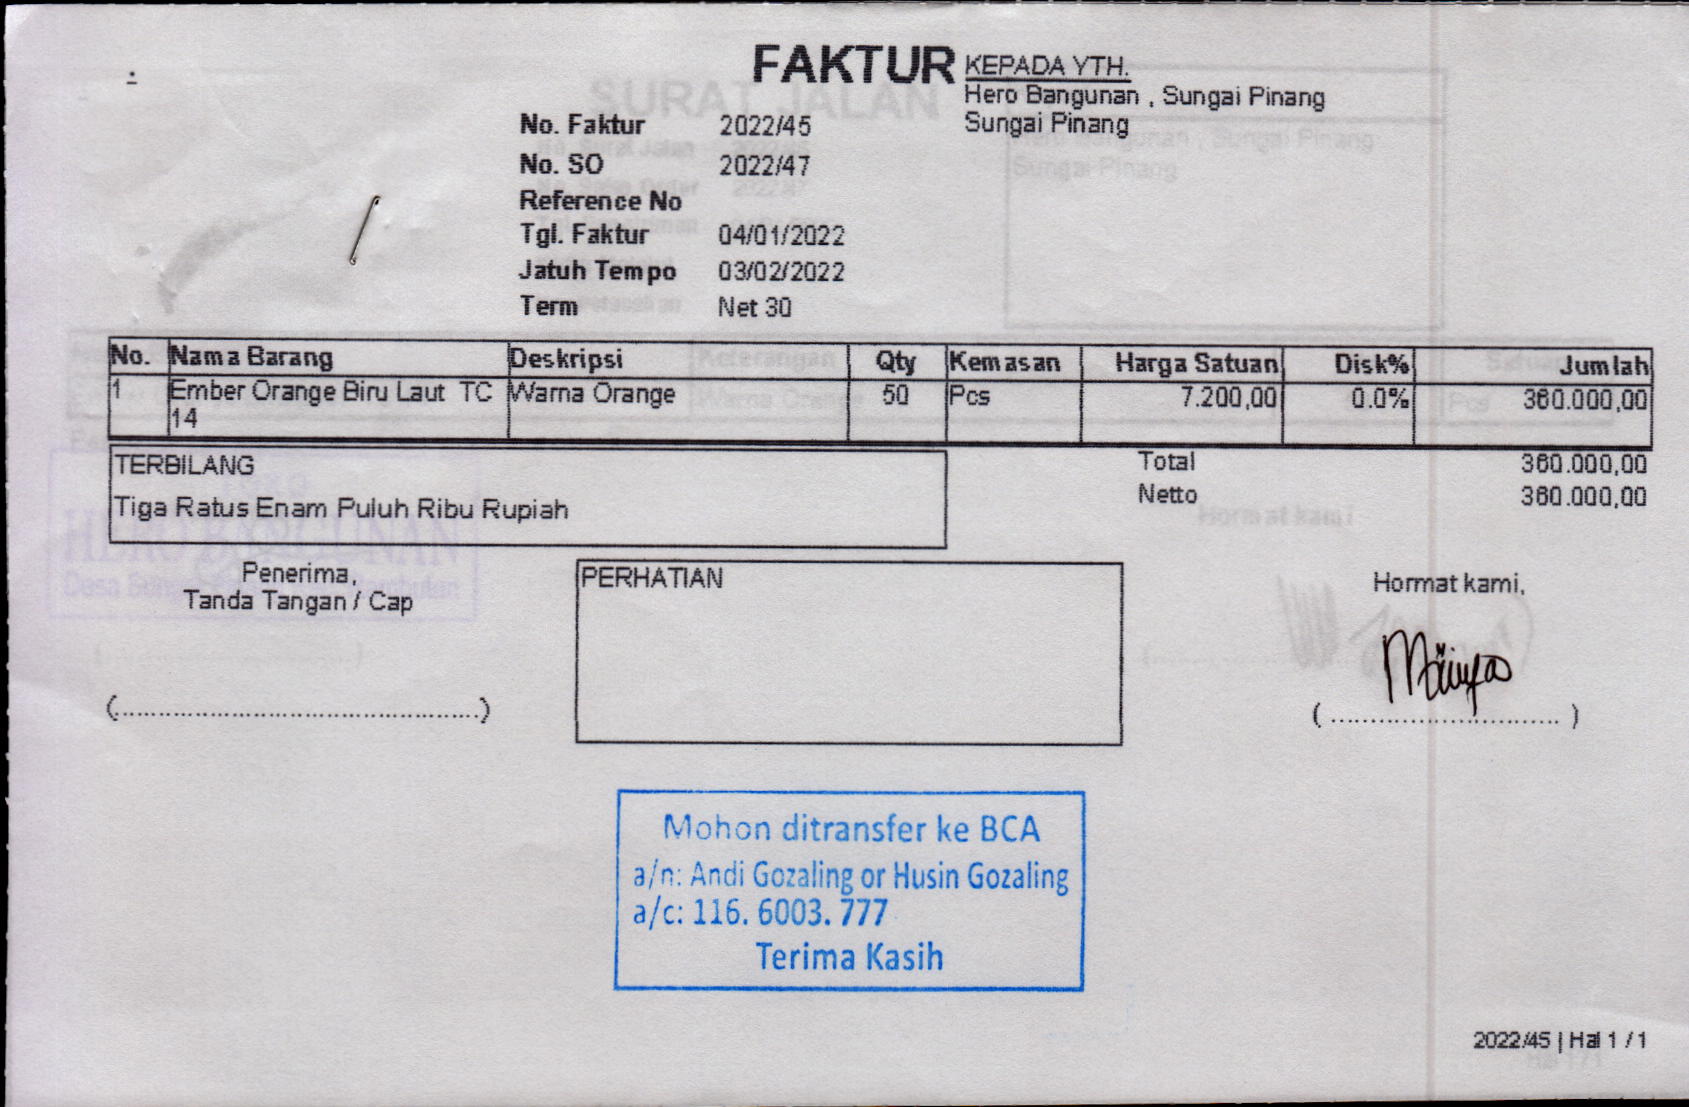 FAKTUR
KEPADA YTH.
Hero Bangunan , Sungai Pinang
Sungai Pinang
No. Faktur 2022/45
No. SO 2022/47
Reference No
Tgl. Faktur 04/01/2022
Jatuh Tempo 03/02/2022
Term Net 30
No. Nama Barang Deskripsi Qty Kemasan Harga Satuan Disk% Jumlah
1 Ember Orange Biru Laut TC Warna Orange 50 Pcs 7.200,00 0.0% 360.000,00
14
TERBILANG
Tiga Ratus Enam Puluh Ribu Rupiah
Total 360.000,00
Netto 360.000,00
Penerima,
Tanda Tangan / Cap
(................................................)
PERHATIAN
Hormat kami,
( ............................. )
Mohon ditransfer ke BCA
a/n: Andi Gozaling or Husin Gozaling
a/c: 116. 6003. 777
Terima Kasih
2022/45 | Hal 1 / 1
SURAT JALAN
HERO BANGUNAN